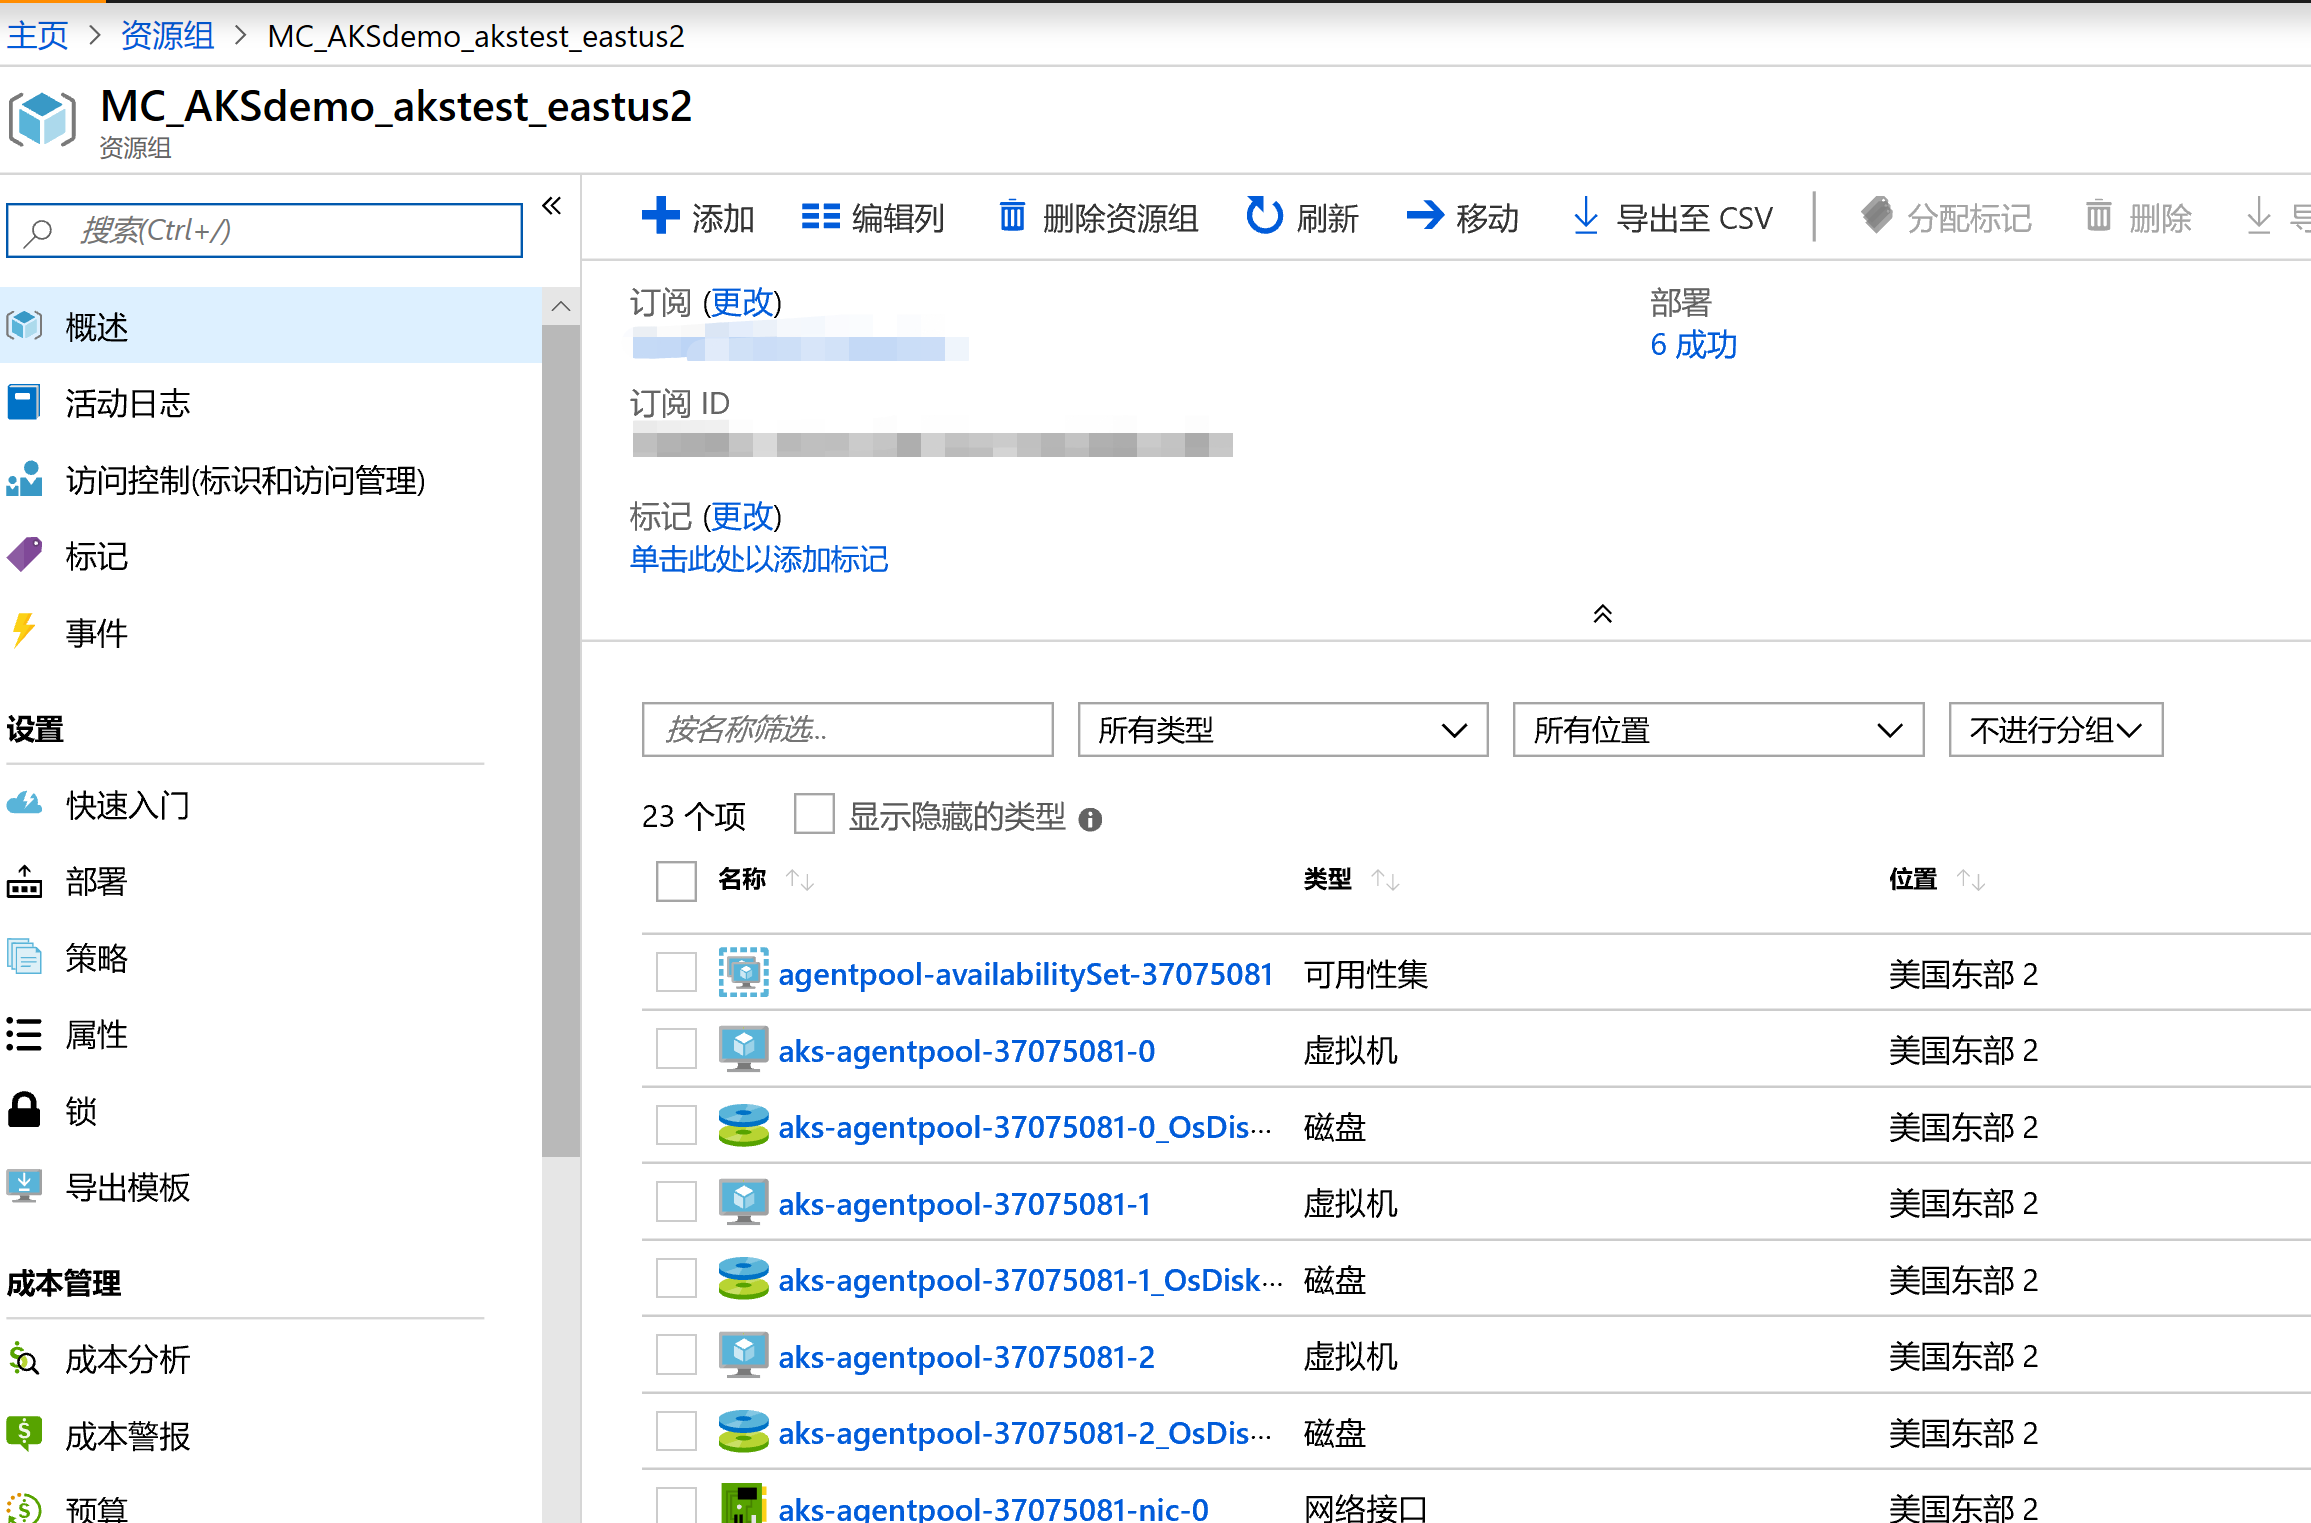 主页 > 资源组 > MC_AKSdemo_akstest_eastus2
MC_AKSdemo_akstest_eastus2
资源组
搜索(Ctrl+/)
«
概述
活动日志
访问控制(标识和访问管理)
标记
事件
设置
快速入门
部署
策略
属性
锁
导出模板
成本管理
成本分析
成本警报
预算
添加 编辑列 删除资源组 刷新 移动 导出至 CSV 分配标记 删除
订阅 (更改)
部署
6 成功
订阅 ID
标记 (更改)
单击此处以添加标记
按名称筛选... 所有类型 所有位置 不进行分组
23 个项 显示隐藏的类型
名称 ↑↓ 类型 ↑↓ 位置 ↑↓
agentpool-availabilitySet-37075081 可用性集 美国东部 2
aks-agentpool-37075081-0 虚拟机 美国东部 2
aks-agentpool-37075081-0_OsDis··· 磁盘 美国东部 2
aks-agentpool-37075081-1 虚拟机 美国东部 2
aks-agentpool-37075081-1_OsDisk··· 磁盘 美国东部 2
aks-agentpool-37075081-2 虚拟机 美国东部 2
aks-agentpool-37075081-2_OsDis··· 磁盘 美国东部 2
aks-agentpool-37075081-nic-0 网络接口 美国东部 2